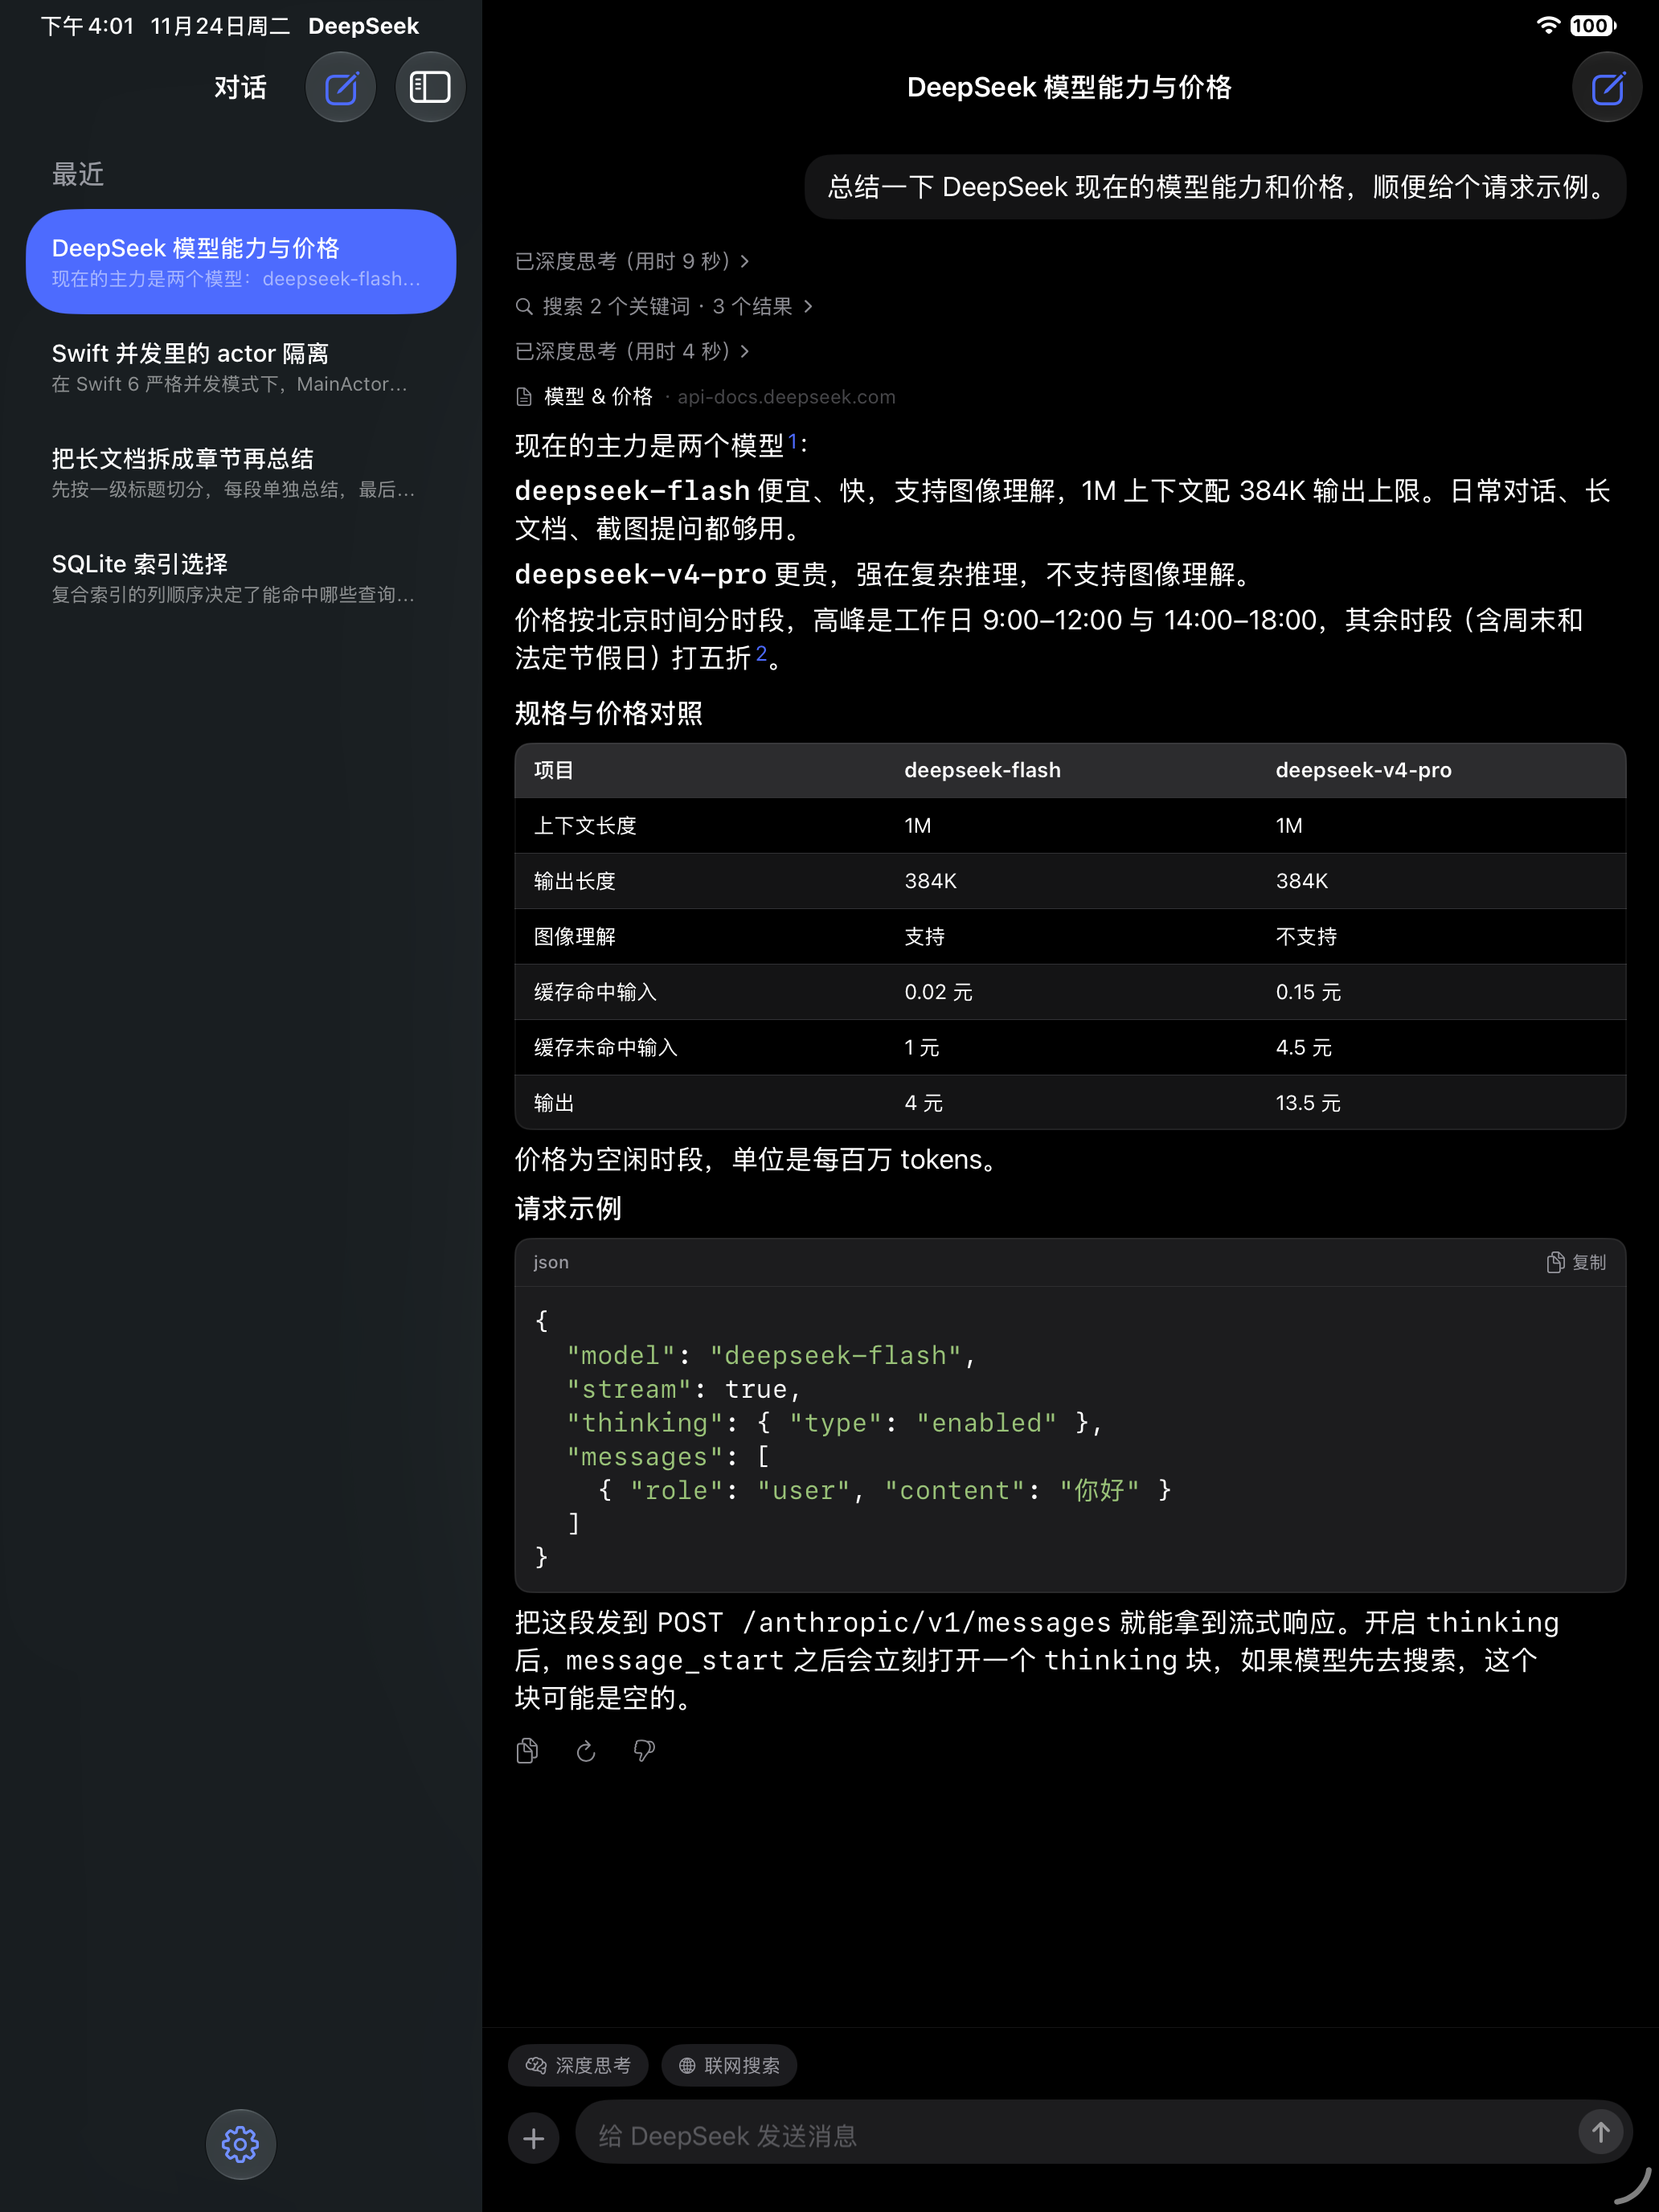 下午4:01 11月24日周二 DeepSeek
100
对话
最近
DeepSeek 模型能力与价格
现在的主力是两个模型：deepseek-flash...
Swift 并发里的 actor 隔离
在 Swift 6 严格并发模式下，MainActor...
把长文档拆成章节再总结
先按一级标题切分，每段单独总结，最后...
SQLite 索引选择
复合索引的列顺序决定了能命中哪些查询...
DeepSeek 模型能力与价格
总结一下 DeepSeek 现在的模型能力和价格，顺便给个请求示例。
已深度思考（用时 9 秒）
搜索 2 个关键词 · 3 个结果
已深度思考（用时 4 秒）
模型 & 价格 · api-docs.deepseek.com
现在的主力是两个模型1：
deepseek-flash 便宜、快，支持图像理解，1M 上下文配 384K 输出上限。日常对话、长
文档、截图提问都够用。
deepseek-v4-pro 更贵，强在复杂推理，不支持图像理解。
价格按北京时间分时段，高峰是工作日 9:00–12:00 与 14:00–18:00，其余时段（含周末和
法定节假日）打五折2。
规格与价格对照
项目 deepseek-flash deepseek-v4-pro
上下文长度 1M 1M
输出长度 384K 384K
图像理解 支持 不支持
缓存命中输入 0.02 元 0.15 元
缓存未命中输入 1 元 4.5 元
输出 4 元 13.5 元
价格为空闲时段，单位是每百万 tokens。
请求示例
json 复制
{
  "model": "deepseek-flash",
  "stream": true,
  "thinking": { "type": "enabled" },
  "messages": [
    { "role": "user", "content": "你好" }
  ]
}
把这段发到 POST /anthropic/v1/messages 就能拿到流式响应。开启 thinking
后，message_start 之后会立刻打开一个 thinking 块，如果模型先去搜索，这个
块可能是空的。
深度思考 联网搜索
给 DeepSeek 发送消息